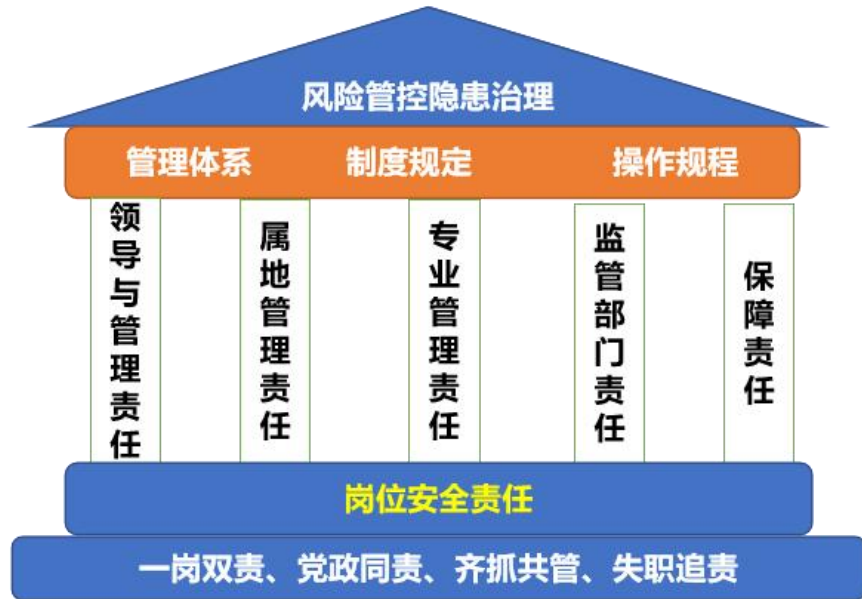 风险管控隐患治理
管理体系 制度规定 操作规程
领导与管理责任
属地管理责任
专业管理责任
监管部门责任
保障责任
岗位安全责任
一岗双责、党政同责、齐抓共管、失职追责